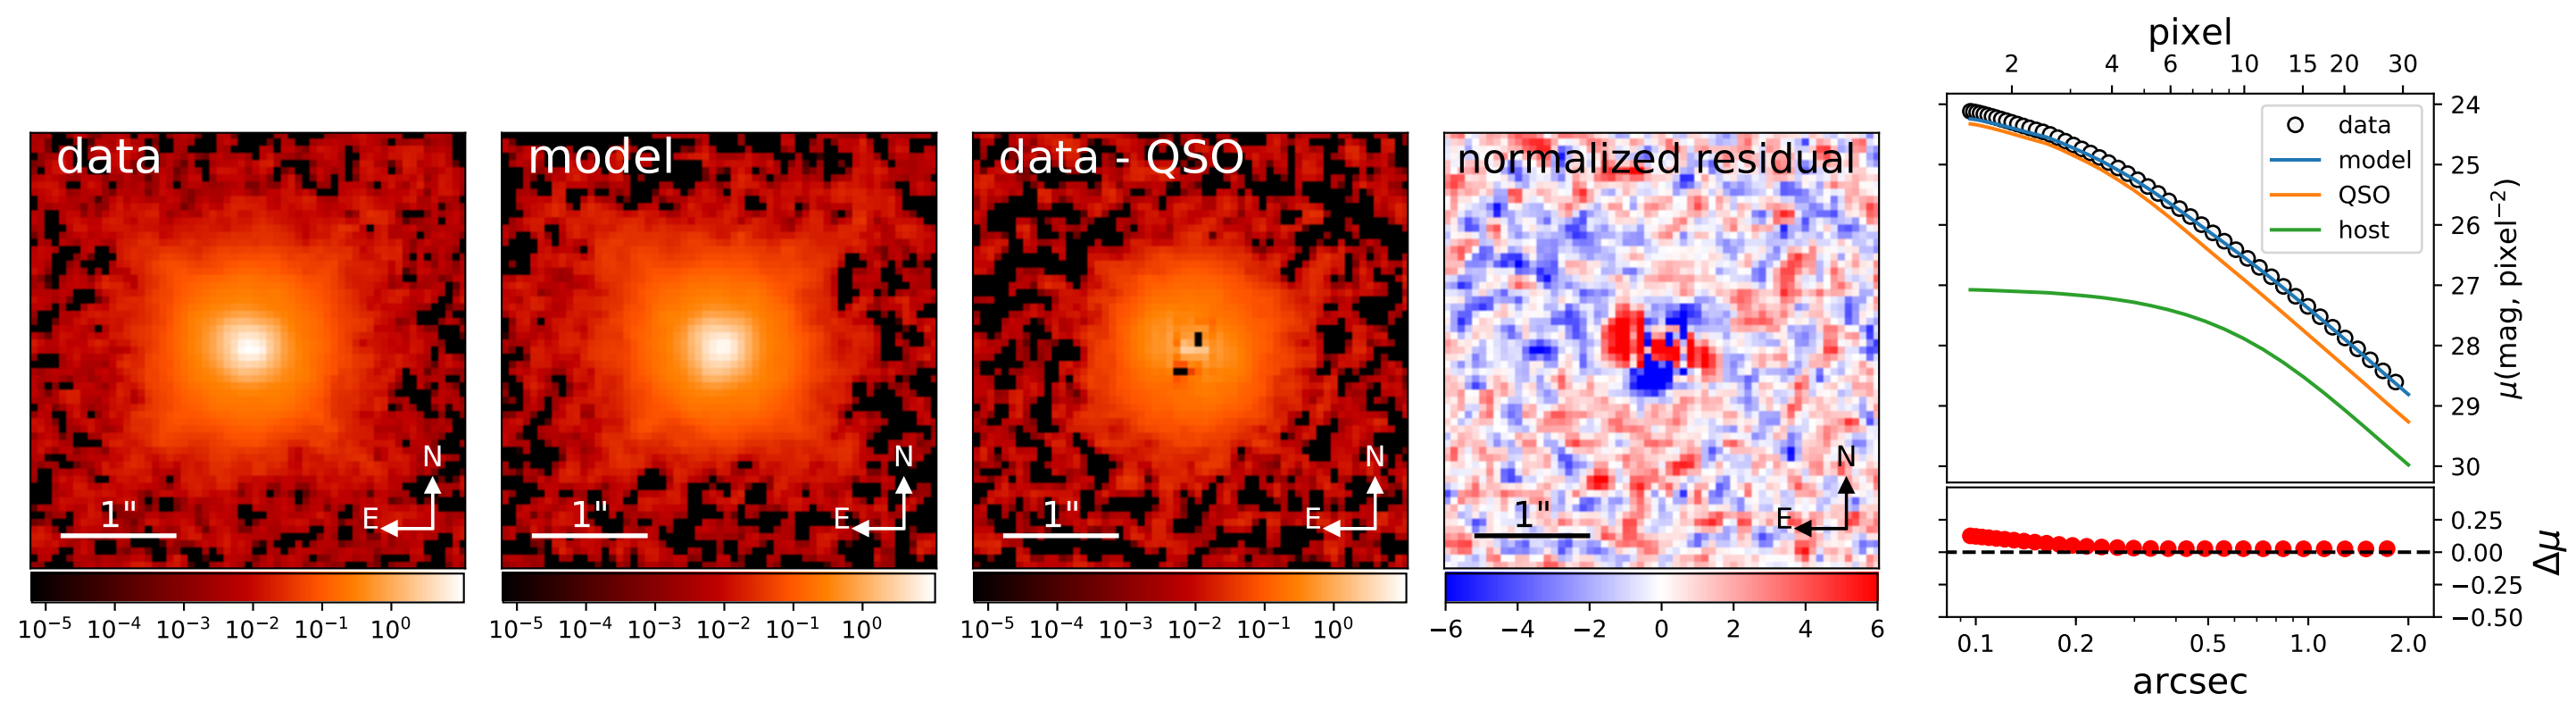 data
N
E
1"
10⁻⁵ 10⁻⁴ 10⁻³ 10⁻² 10⁻¹ 10⁰
model
N
E
1"
10⁻⁵ 10⁻⁴ 10⁻³ 10⁻² 10⁻¹ 10⁰
data - QSO
N
E
1"
10⁻⁵ 10⁻⁴ 10⁻³ 10⁻² 10⁻¹ 10⁰
normalized residual
N
E
1"
−6 −4 −2 0 2 4 6
pixel
2 4 6 10 15 20 30
data
model
QSO
host
24
25
26
27
28
29
30
μ(mag, pixel⁻²)
0.25
0.00
−0.25
−0.50
Δμ
0.1 0.2 0.5 1.0 2.0
arcsec